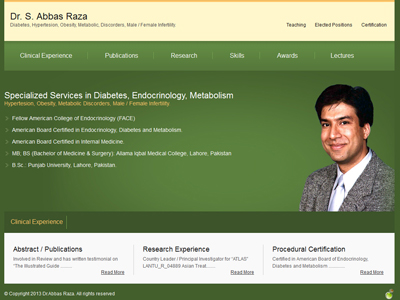 Dr. S. Abbas Raza
Diabetes, Hypertension, Obesity, Metabolic, Discorders, Male / Female Infertility.
Teaching Elected Positions Certification
Clinical Experience Publications Research Skills Awards Lectures
Specialized Services in Diabetes, Endocrinology, Metabolism
Hypertension, Obesity, Metabolic Discorders, Male / Female Infertility.
Fellow American College of Endocrinology (FACE)
American Board Certified in Endocrinology, Diabetes and Metabolism.
American Board Certified in Internal Medicine.
MB, BS (Bachelor of Medicine & Surgery): Allama Iqbal Medical College, Lahore, Pakistan.
B.Sc.: Punjab University, Lahore, Pakistan.
Clinical Experience
Abstract / Publications
Involved in Review and has written testimonial on
"The Illustrated Guide ..........
Read More
Research Experience
Country Leader / Principal Investigator for "ATLAS"
LANTU_R_04869 Asian Treat .......
Read More
Procedural Certification
Certified in American Board of Endocrinology,
Diabetes and Metabolism .............
Read More
© Copyright 2013 Dr.Abbas Raza. All rights reserved